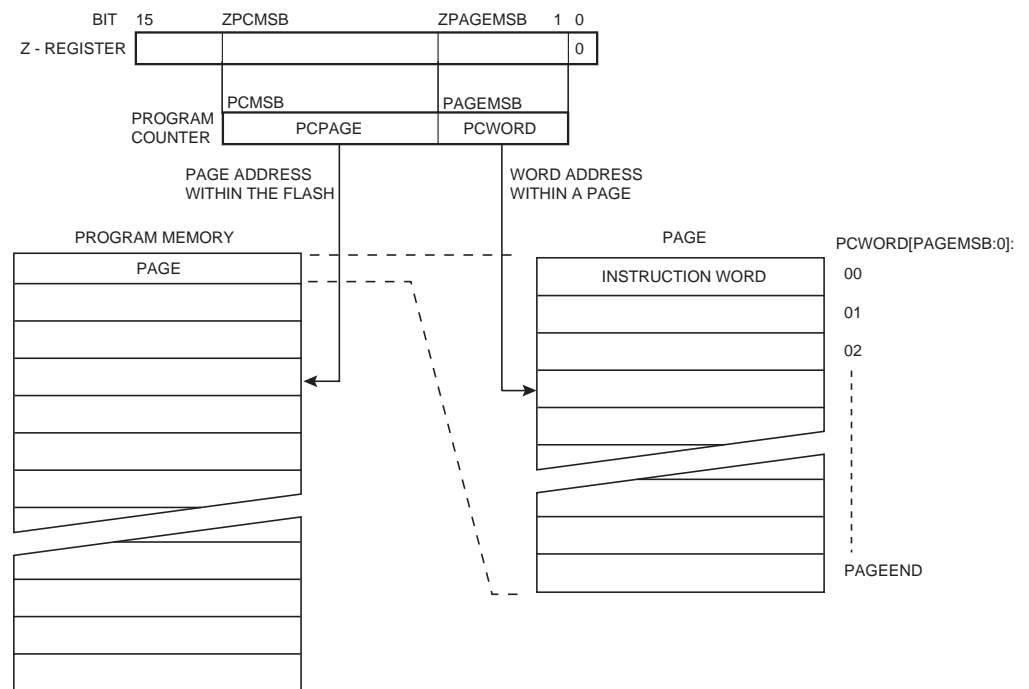 BIT 15 ZPCMSB ZPAGEMSB 1 0
Z - REGISTER 0
PCMSB PAGEMSB
PROGRAM
COUNTER
PCPAGE PCWORD
PAGE ADDRESS
WITHIN THE FLASH
WORD ADDRESS
WITHIN A PAGE
PROGRAM MEMORY
PAGE
PAGE
PCWORD[PAGEMSB:0]:
INSTRUCTION WORD
00
01
02
PAGEEND